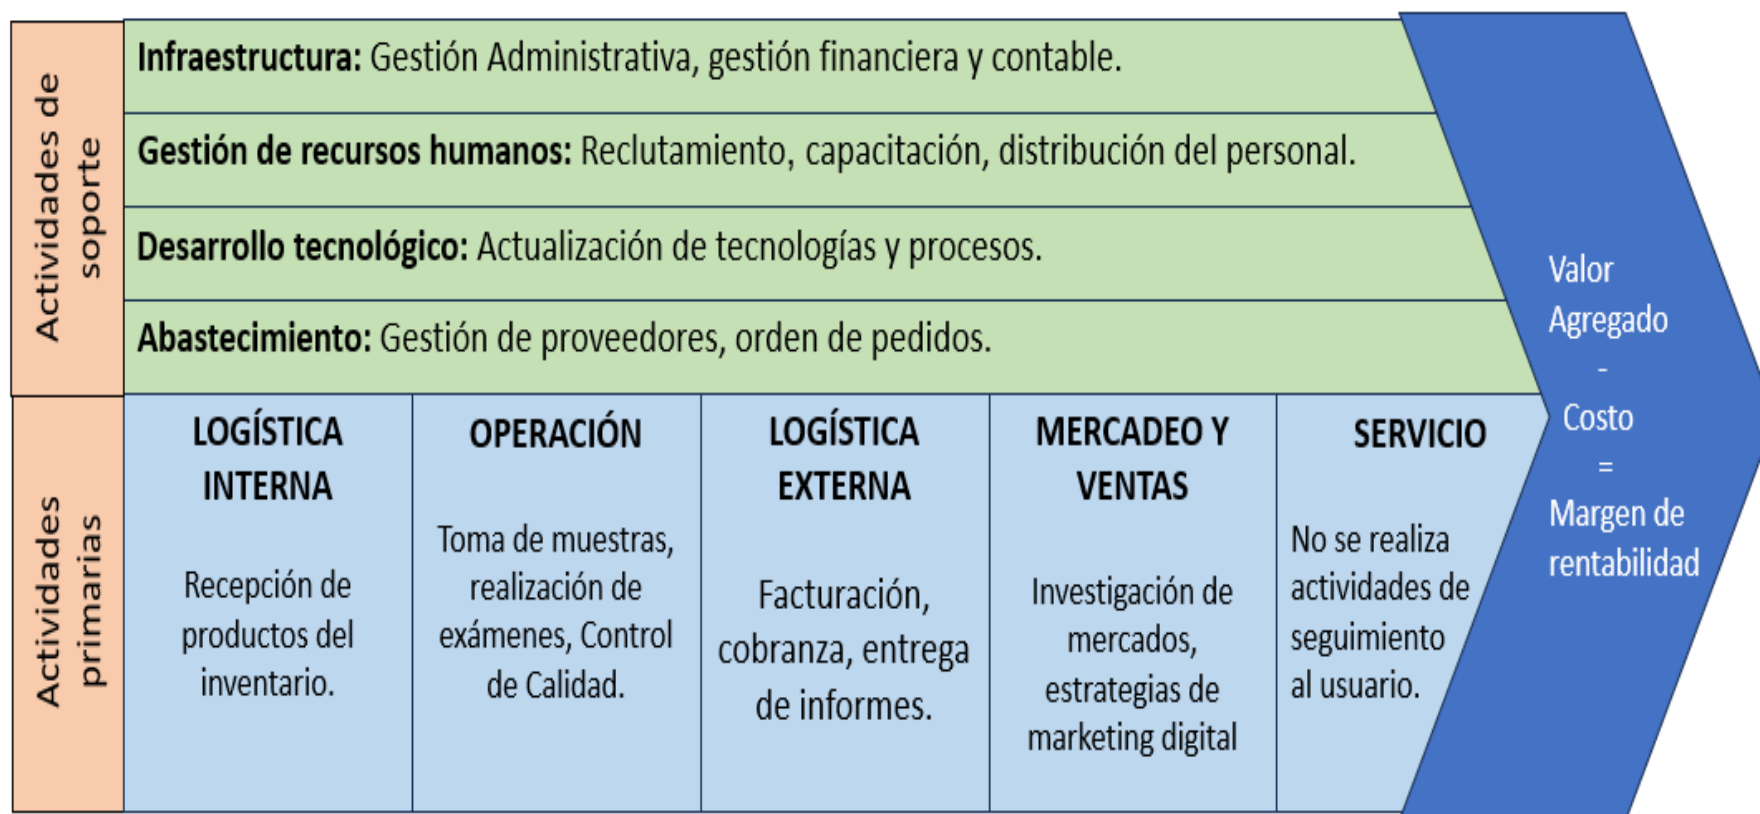 Actividades de
soporte
Infraestructura: Gestión Administrativa, gestión financiera y contable.
Gestión de recursos humanos: Reclutamiento, capacitación, distribución del personal.
Desarrollo tecnológico: Actualización de tecnologías y procesos.
Abastecimiento: Gestión de proveedores, orden de pedidos.
Actividades
primarias
LOGÍSTICA
INTERNA
Recepción de
productos del
inventario.
OPERACIÓN
Toma de muestras,
realización de
exámenes, Control
de Calidad.
LOGÍSTICA
EXTERNA
Facturación,
cobranza, entrega
de informes.
MERCADEO Y
VENTAS
Investigación de
mercados,
estrategias de
marketing digital
SERVICIO
No se realiza
actividades de
seguimiento
al usuario.
Valor
Agregado
-
Costo
=
Margen de
rentabilidad